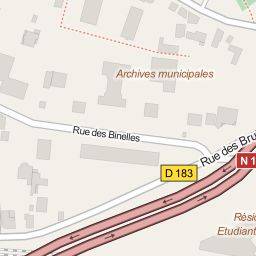 Archives municipales
Rue des Binelles
Rue des Bru
D 183
N 1
Rési
Etudiant